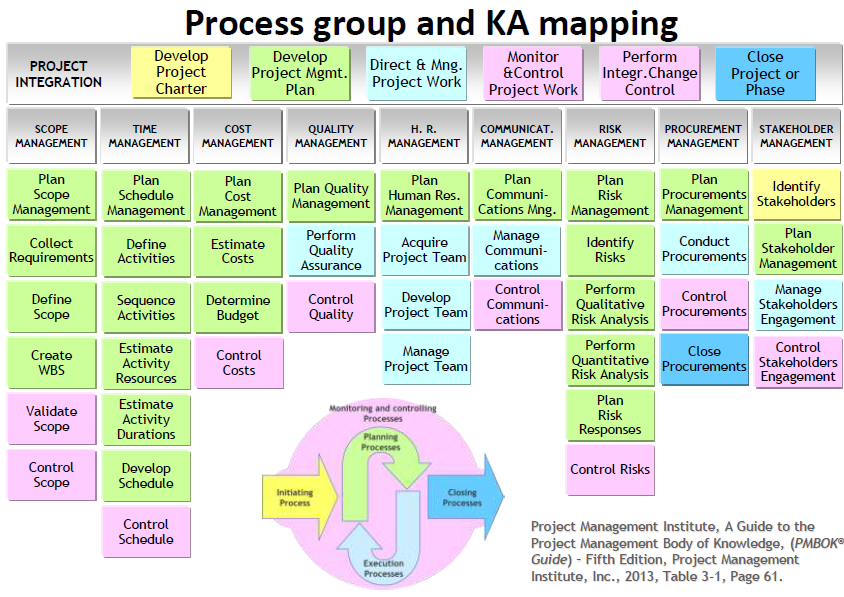 Process group and KA mapping
PROJECT
INTEGRATION
Develop
Project
Charter
Develop
Project Mgmt.
Plan
Direct & Mng.
Project Work
Monitor
&Control
Project Work
Perform
Integr.Change
Control
Close
Project or
Phase
SCOPE
MANAGEMENT
TIME
MANAGEMENT
COST
MANAGEMENT
QUALITY
MANAGEMENT
H. R.
MANAGEMENT
COMMUNICAT.
MANAGEMENT
RISK
MANAGEMENT
PROCUREMENT
MANAGEMENT
STAKEHOLDER
MANAGEMENT
Plan
Scope
Management
Plan
Schedule
Management
Plan
Cost
Management
Plan Quality
Management
Plan
Human Res.
Management
Plan
Communi-
Cations Mng.
Plan
Risk
Management
Plan
Procurements
Management
Identify
Stakeholders
Collect
Requirements
Define
Activities
Estimate
Costs
Perform
Quality
Assurance
Acquire
Project Team
Manage
Communi-
cations
Identify
Risks
Conduct
Procurements
Plan
Stakeholder
Management
Define
Scope
Sequence
Activities
Determine
Budget
Control
Quality
Develop
Project Team
Control
Communi-
cations
Perform
Qualitative
Risk Analysis
Control
Procurements
Manage
Stakeholders
Engagement
Create
WBS
Estimate
Activity
Resources
Control
Costs
Manage
Project Team
Perform
Quantitative
Risk Analysis
Close
Procurements
Control
Stakeholders
Engagement
Validate
Scope
Estimate
Activity
Durations
Plan
Risk
Responses
Control
Scope
Develop
Schedule
Control Risks
Control
Schedule
Monitoring and controlling
Processes
Planning
Processes
Initiating
Process
Closing
Processes
Execution
Processes
Project Management Institute, A Guide to the
Project Management Body of Knowledge, (PMBOK®
Guide) – Fifth Edition, Project Management
Institute, Inc., 2013, Table 3-1, Page 61.